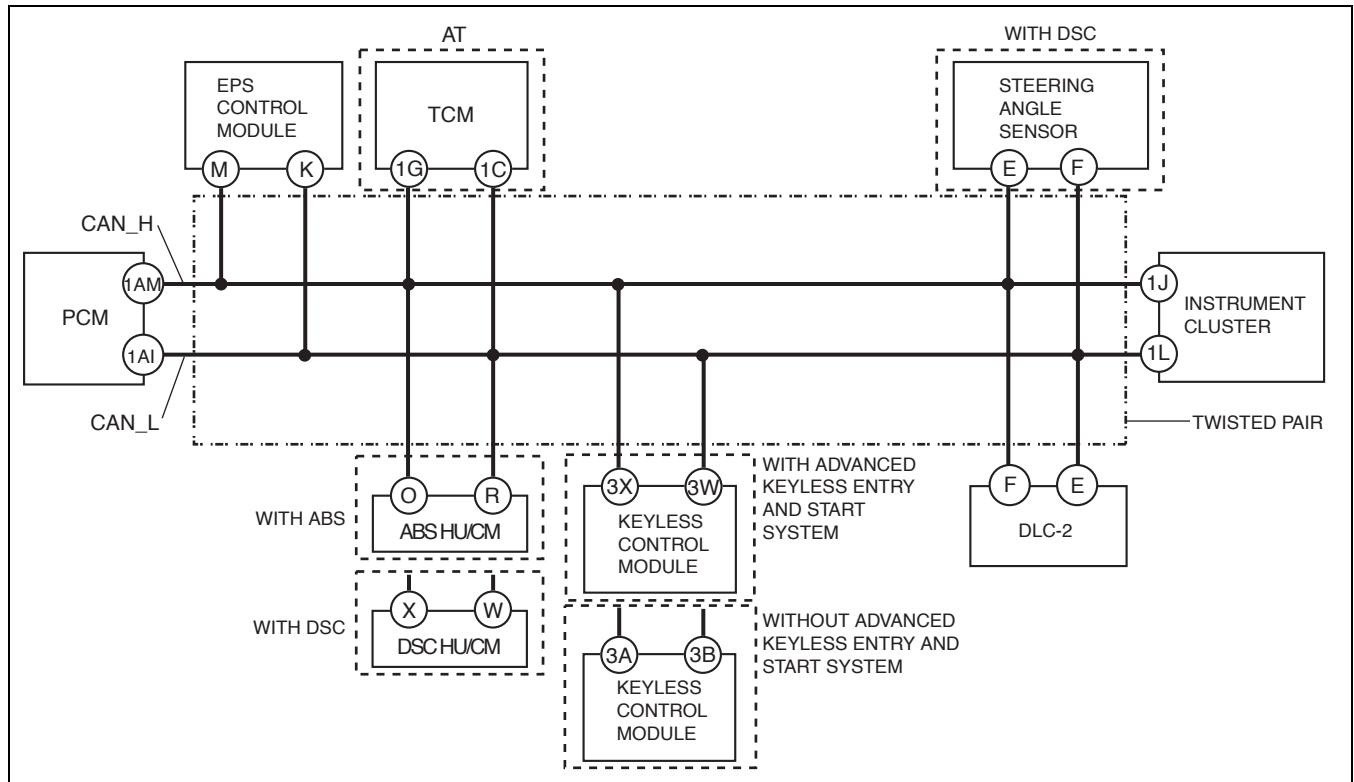 AT
WITH DSC
EPS
CONTROL
MODULE
TCM
STEERING
ANGLE
SENSOR
M
K
1G
1C
E
F
CAN_H
1AM
1J
PCM
INSTRUMENT
CLUSTER
1AI
1L
CAN_L
TWISTED PAIR
WITH ABS
O
R
ABS HU/CM
3X
3W
KEYLESS
CONTROL
MODULE
WITH ADVANCED
KEYLESS ENTRY
AND START
SYSTEM
F
E
DLC-2
WITH DSC
X
W
DSC HU/CM
3A
3B
KEYLESS
CONTROL
MODULE
WITHOUT ADVANCED
KEYLESS ENTRY AND
START SYSTEM